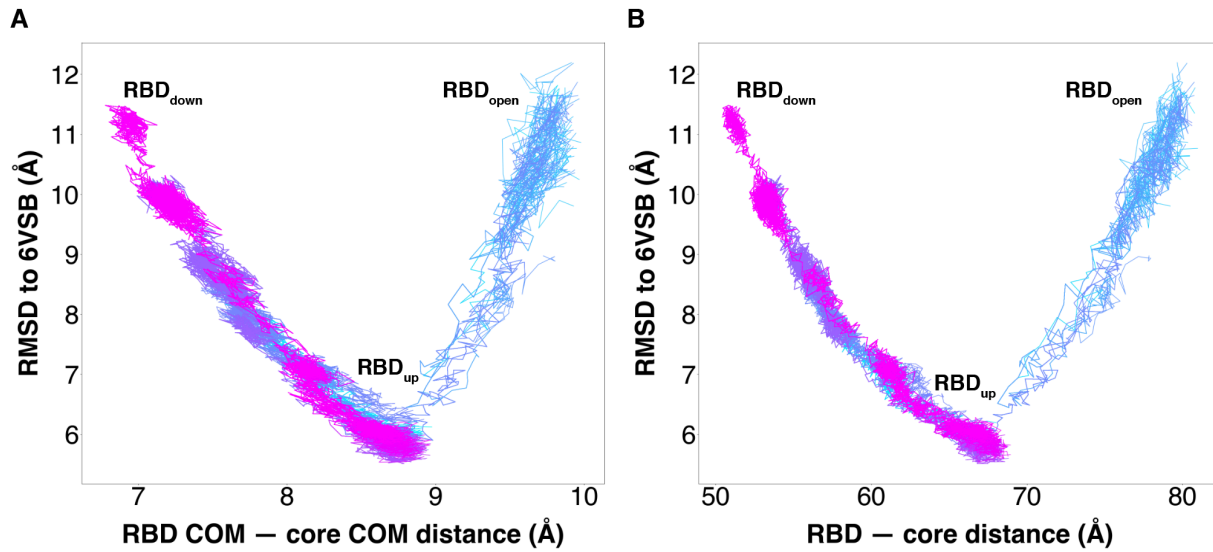 A
RMSD to 6VSB (Å)
12
11
10
9
8
7
6
RBDdown
RBDopen
RBDup
7
8
9
10
RBD COM — core COM distance (Å)
B
RMSD to 6VSB (Å)
12
11
10
9
8
7
6
RBDdown
RBDopen
RBDup
50
60
70
80
RBD — core distance (Å)